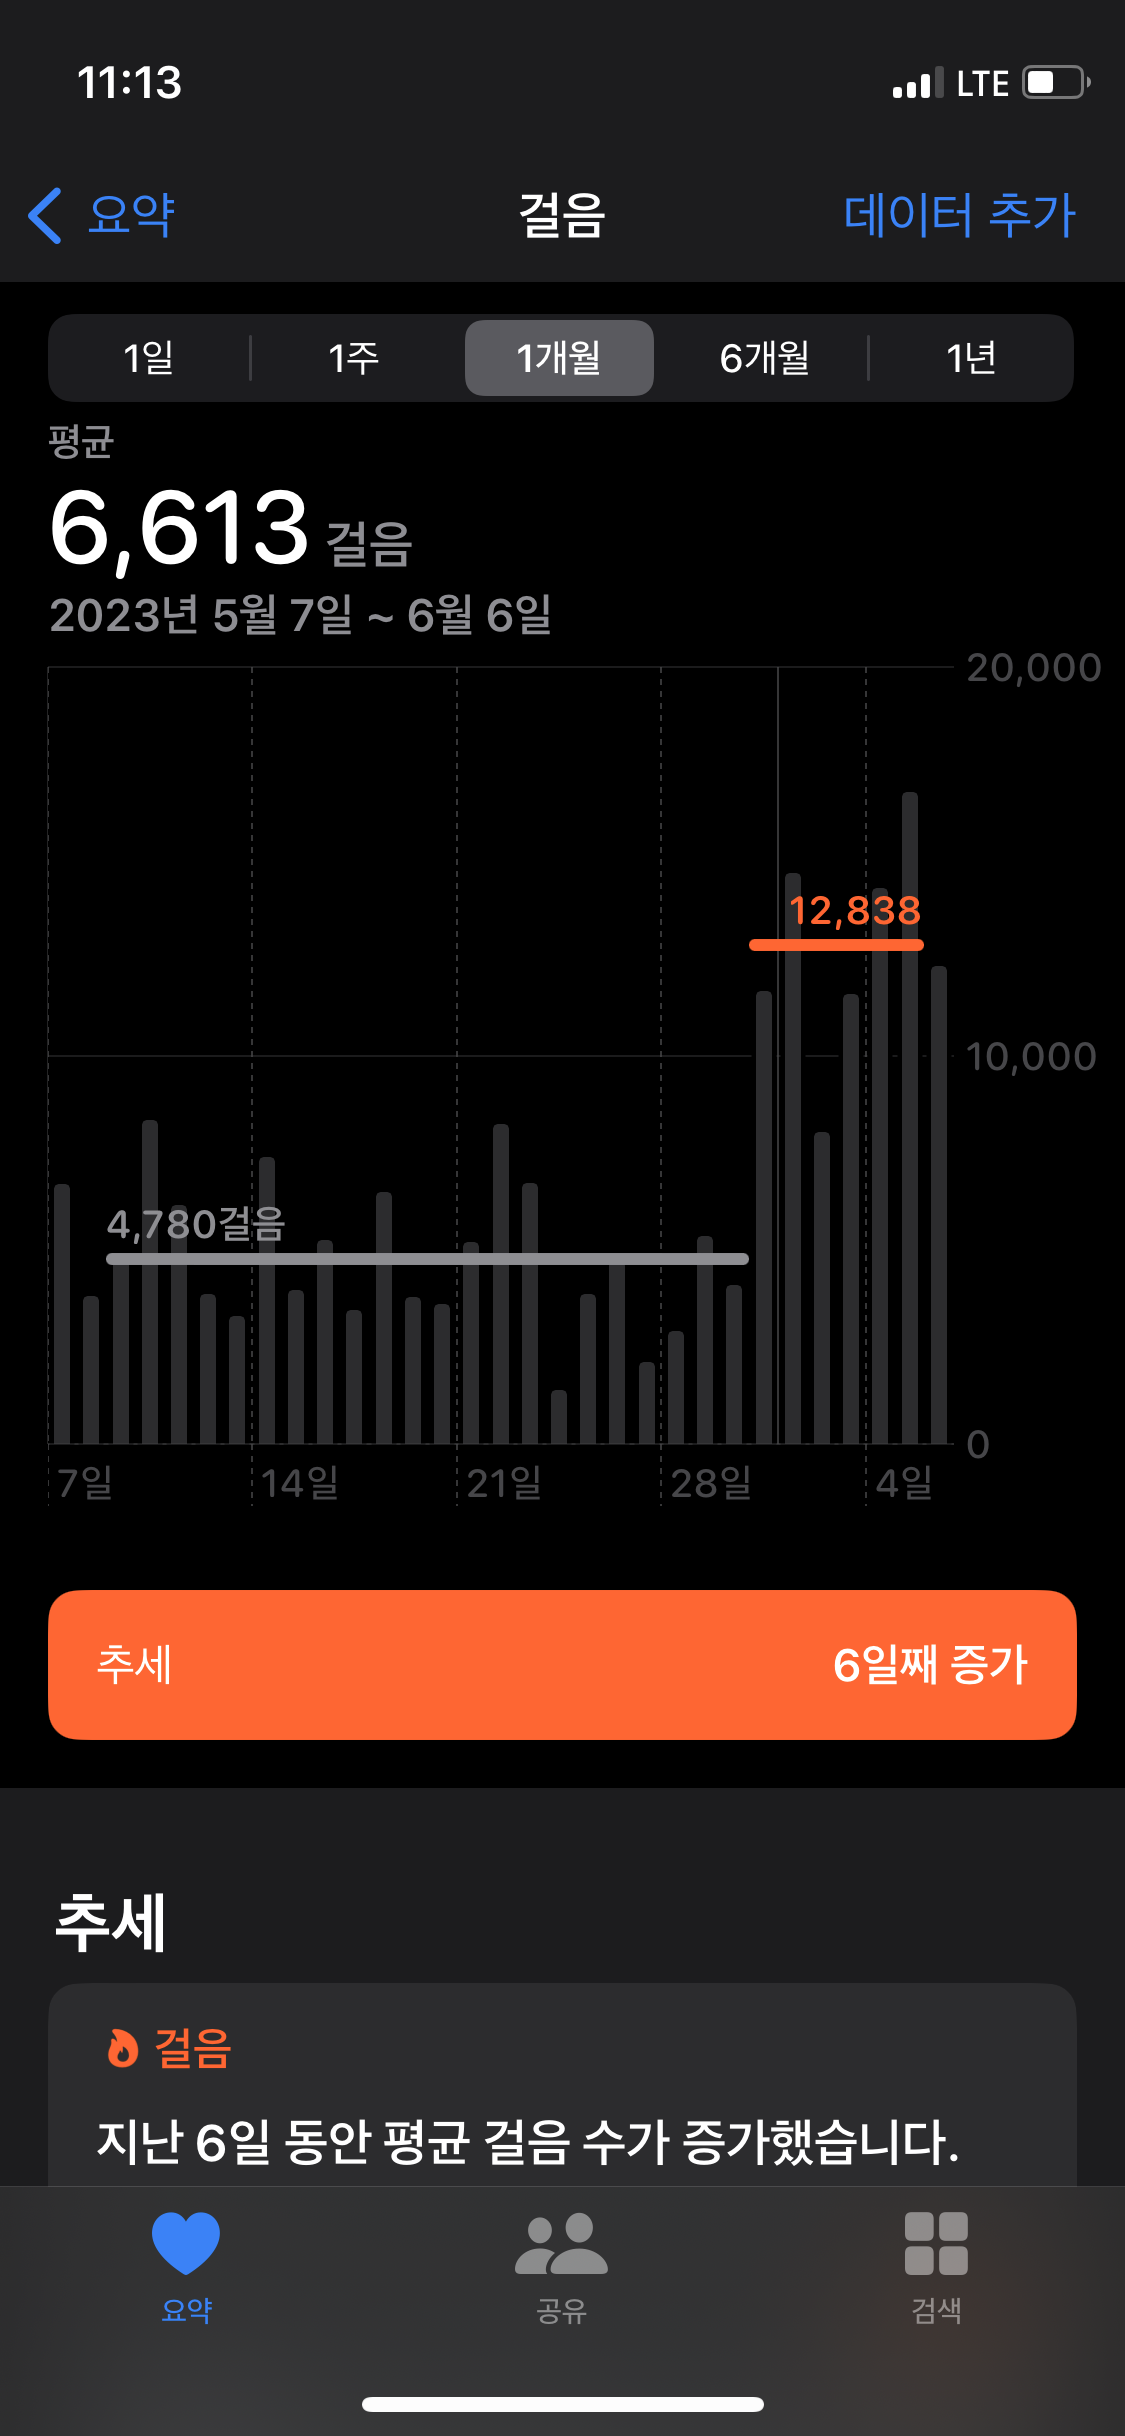 11:13 LTE
요약 걸음 데이터 추가
1일 1주 1개월 6개월 1년
평균
6,613 걸음
2023년 5월 7일 ~ 6월 6일
20,000
12,838
10,000
4,780걸음
0
7일 14일 21일 28일 4일
추세 6일째 증가
추세
걸음
지난 6일 동안 평균 걸음 수가 증가했습니다.
요약 공유 검색